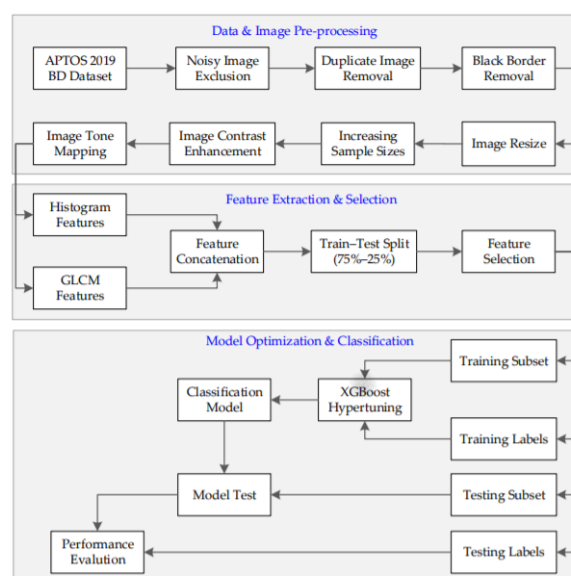 Data & Image Pre-processing
APTOS 2019
BD Dataset
Noisy Image
Exclusion
Duplicate Image
Removal
Black Border
Removal
Image Tone
Mapping
Image Contrast
Enhancement
Increasing
Sample Sizes
Image Resize
Feature Extraction & Selection
Histogram
Features
Feature
Concatenation
Train–Test Split
(75%–25%)
Feature
Selection
GLCM
Features
Model Optimization & Classification
Training Subset
Classification
Model
XGBoost
Hypertuning
Training Labels
Model Test
Testing Subset
Performance
Evalution
Testing Labels